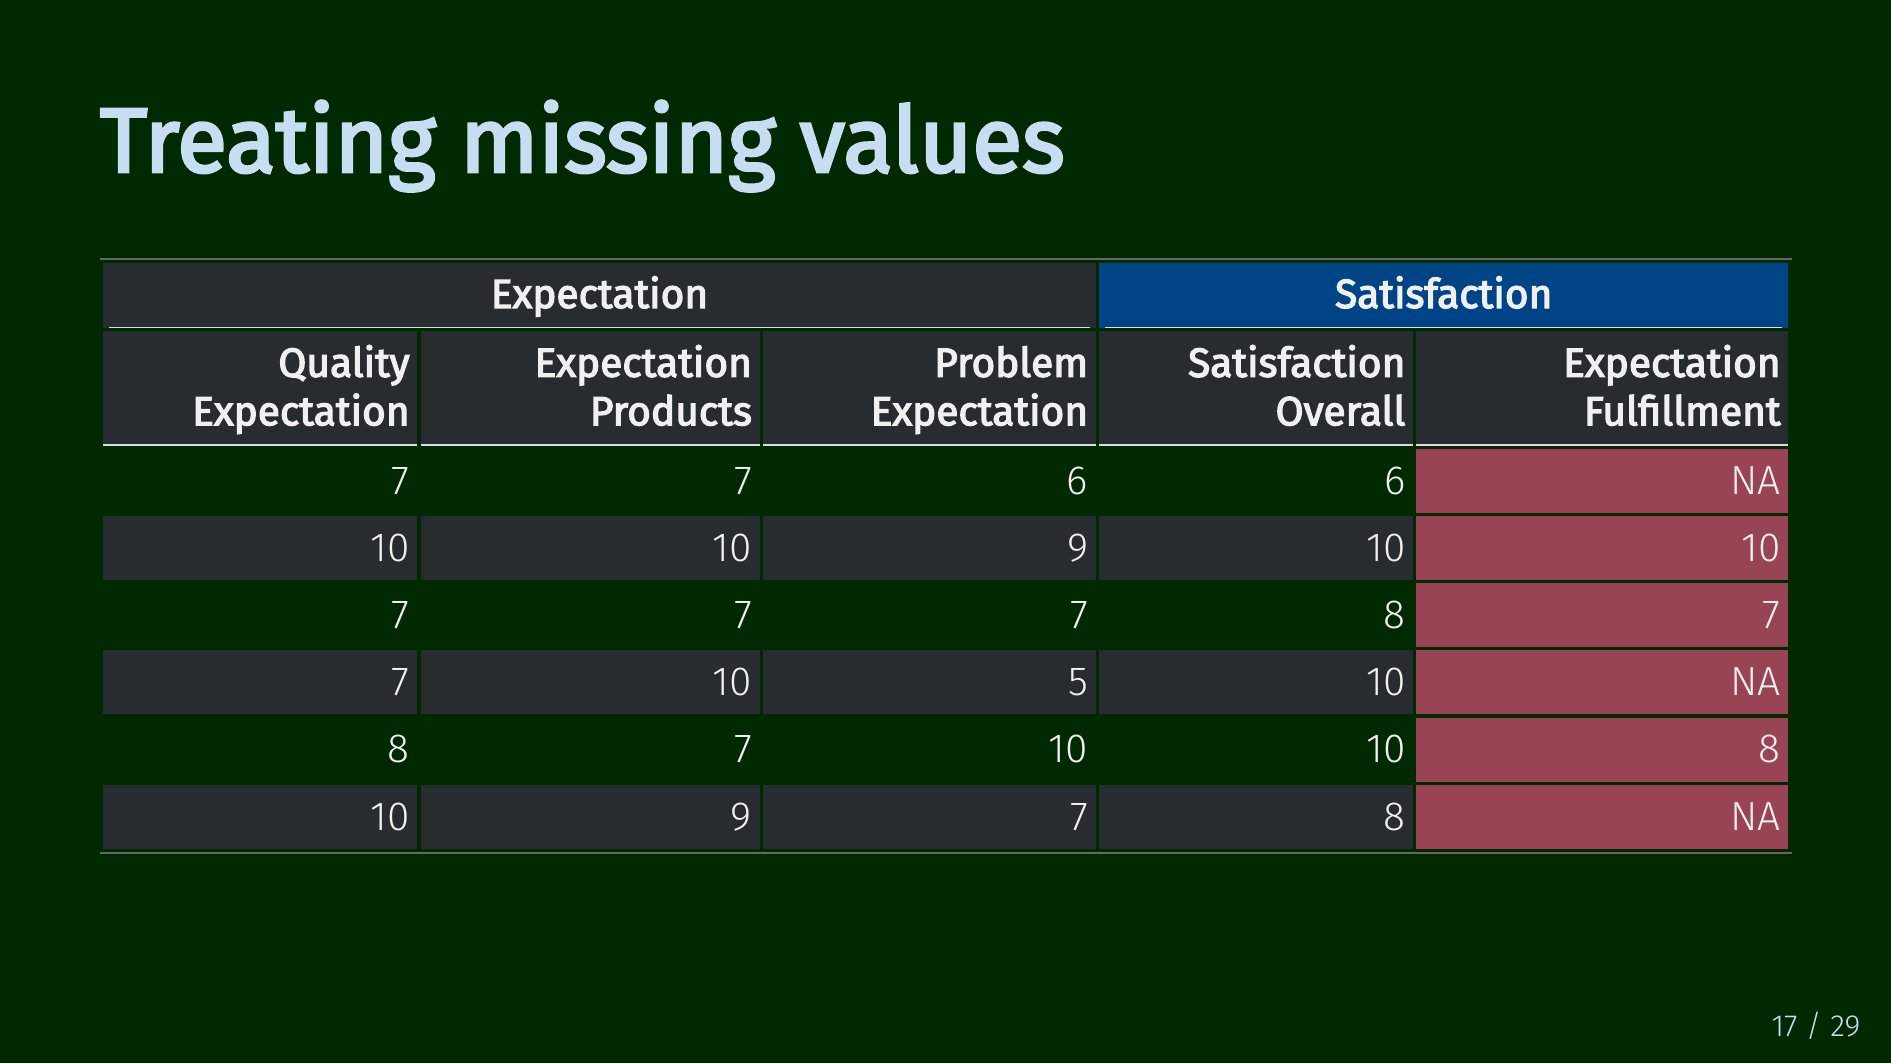 Treating missing values
Expectation Satisfaction
Quality Expectation Problem Satisfaction Expectation
Expectation Products Expectation Overall Fulfillment
7 7 6 6 NA
10 10 9 10 10
7 7 7 8 7
7 10 5 10 NA
8 7 10 10 8
10 9 7 8 NA
17 / 29